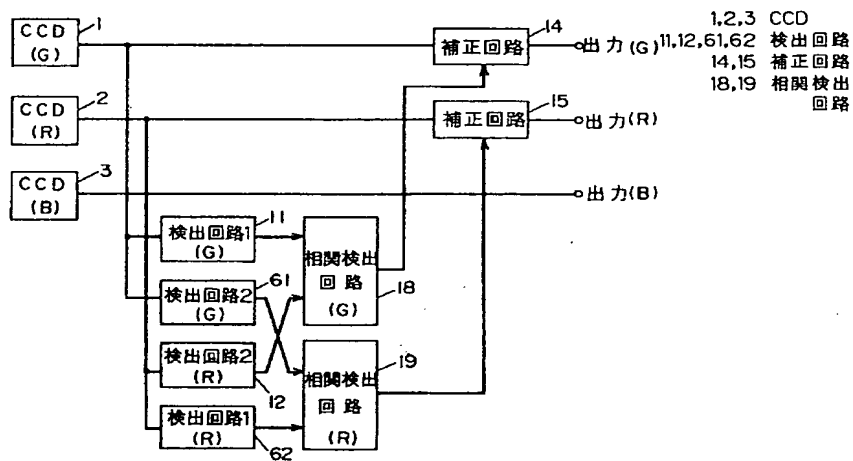 CCD
(G)
1
CCD
(R)
2
CCD
(B)
3
補正回路
14
出力(G)
補正回路
15
出力(R)
出力(B)
検出回路1
(G)
11
検出回路2
(G)
61
検出回路2
(R)
12
検出回路1
(R)
62
相関検出
回路
(G)
18
相関検出
回路
(R)
19
1,2,3 CCD
11,12,61,62 検出回路
14,15 補正回路
18,19 相関検出
回路